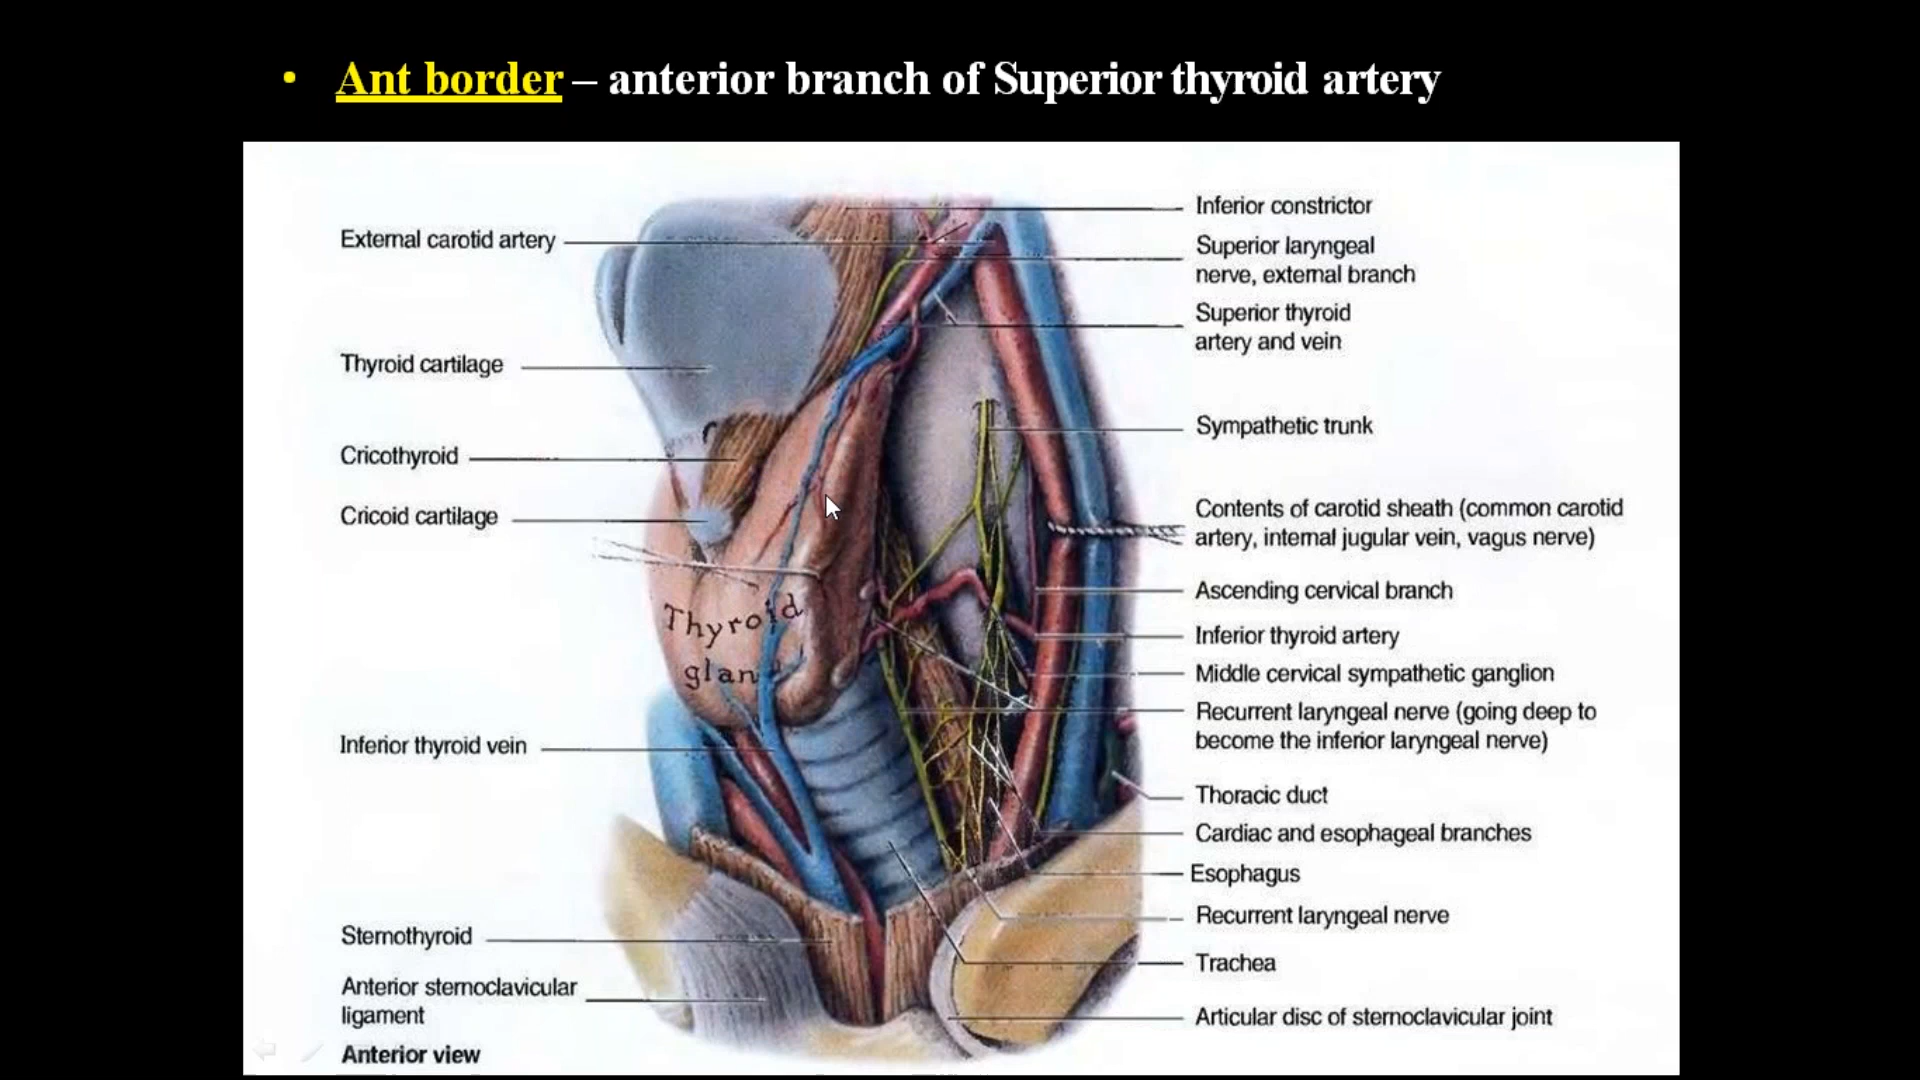 • Ant border – anterior branch of Superior thyroid artery
External carotid artery
Thyroid cartilage
Cricothyroid
Cricoid cartilage
Thyroid
glan
Inferior thyroid vein
Sternothyroid
Anterior sternoclavicular
ligament
Anterior view
Inferior constrictor
Superior laryngeal
nerve, external branch
Superior thyroid
artery and vein
Sympathetic trunk
Contents of carotid sheath (common carotid
artery, internal jugular vein, vagus nerve)
Ascending cervical branch
Inferior thyroid artery
Middle cervical sympathetic ganglion
Recurrent laryngeal nerve (going deep to
become the inferior laryngeal nerve)
Thoracic duct
Cardiac and esophageal branches
Esophagus
Recurrent laryngeal nerve
Trachea
Articular disc of sternoclavicular joint